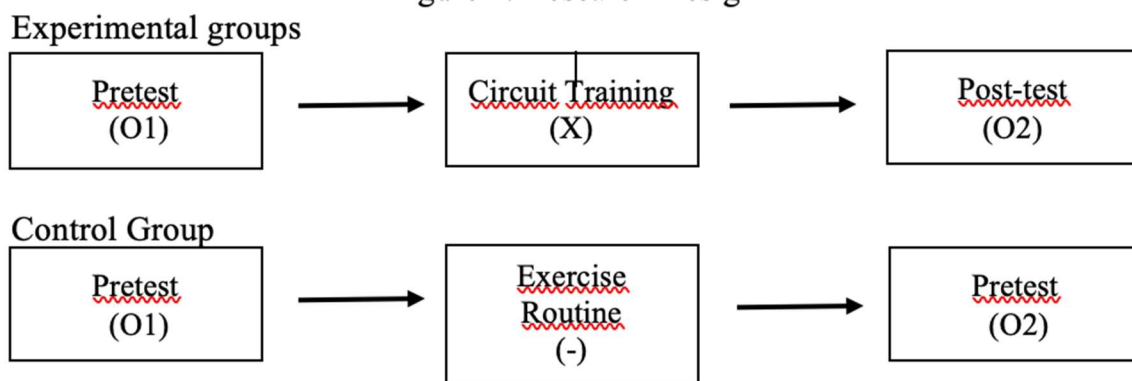 Experimental groups
Pretest
(O1)
Circuit Training
(X)
Post-test
(O2)
Control Group
Pretest
(O1)
Exercise
Routine
(-)
Pretest
(O2)